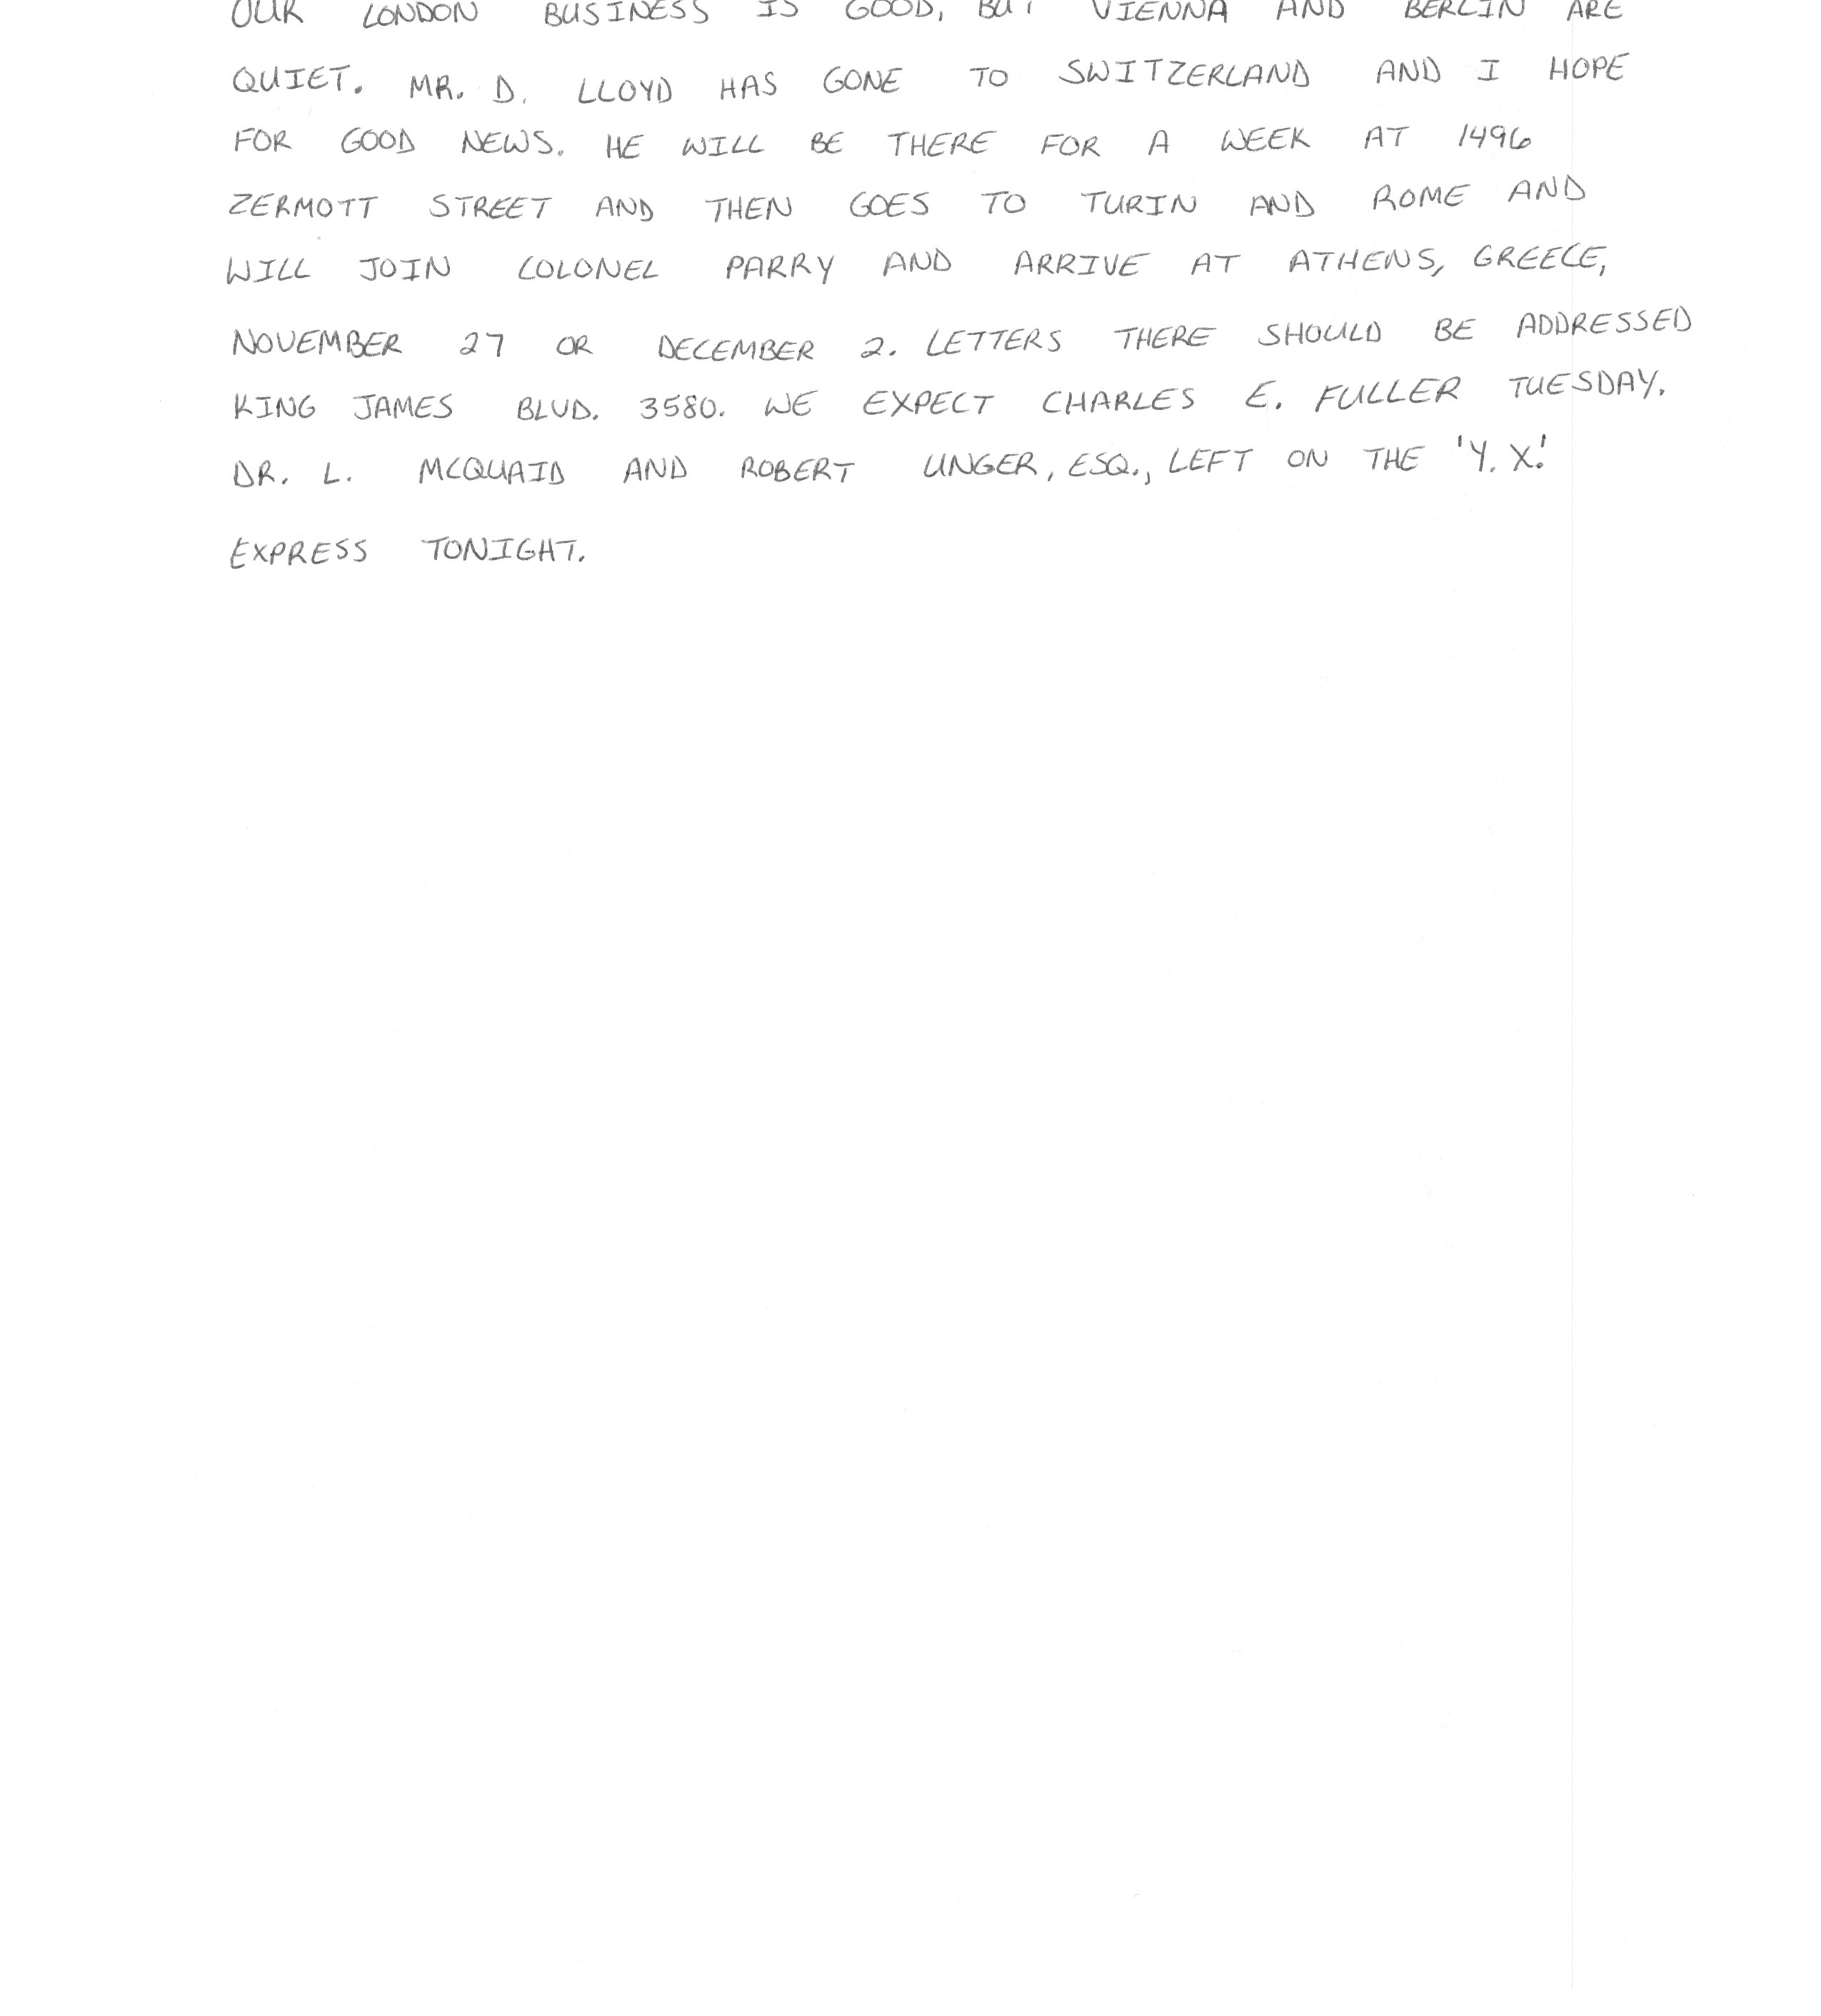 OUR LONDON BUSINESS IS GOOD, BUT VIENNA AND BERLIN ARE
QUIET. MR. D. LLOYD HAS GONE TO SWITZERLAND AND I HOPE
FOR GOOD NEWS. HE WILL BE THERE FOR A WEEK AT 1496
ZERMOTT STREET AND THEN GOES TO TURIN AND ROME AND
WILL JOIN COLONEL PARRY AND ARRIVE AT ATHENS, GREECE,
NOVEMBER 27 OR DECEMBER 2. LETTERS THERE SHOULD BE ADDRESSED
KING JAMES BLVD. 3580. WE EXPECT CHARLES E. FULLER TUESDAY.
DR. L. MCQUAID AND ROBERT UNGER, ESQ., LEFT ON THE 'Y. X.'
EXPRESS TONIGHT.